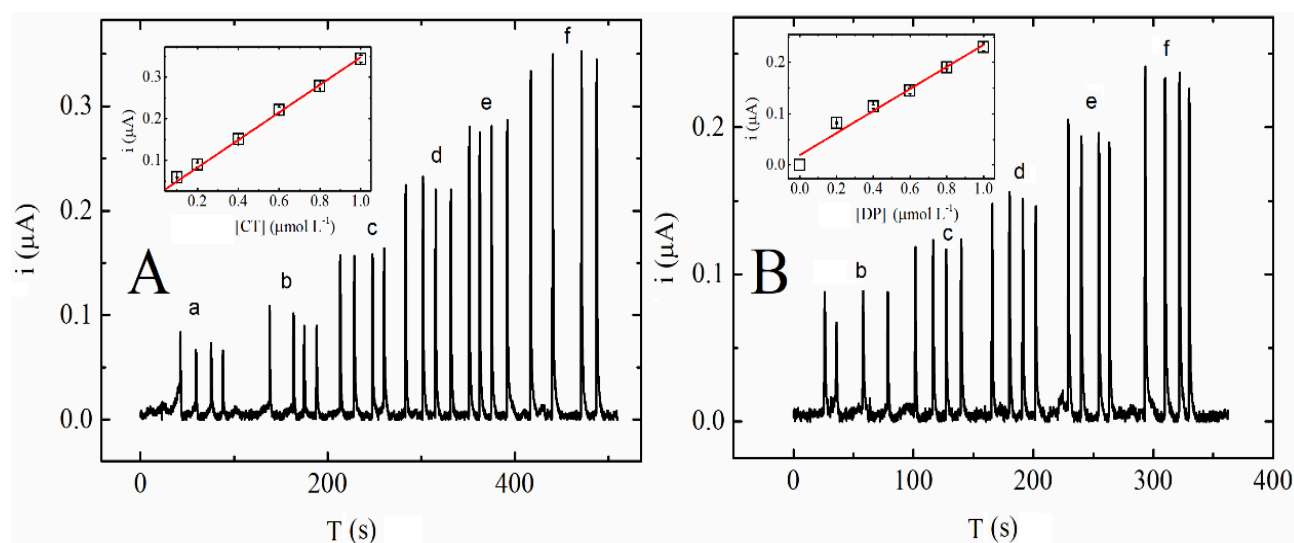 A
i (μA)
0.3
0.2
0.1
0.0
0
200
400
T (s)
a
b
c
d
e
f
i (μA)
0.3
0.2
0.1
0.2
0.4
0.6
0.8
1.0
[CT] (μmol L⁻¹)
B
i (μA)
0.2
0.1
0.0
0
100
200
300
400
T (s)
b
c
d
e
f
i (μA)
0.2
0.1
0.0
0.0
0.2
0.4
0.6
0.8
1.0
[DP] (μmol L⁻¹)